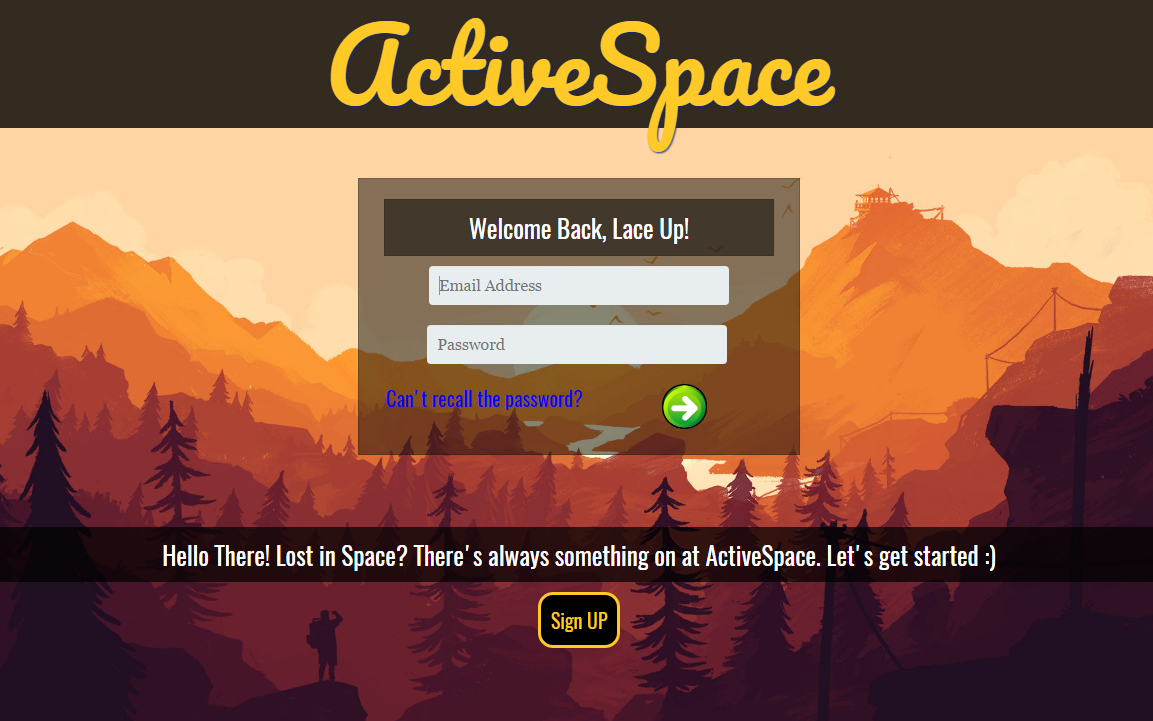 ActiveSpace
Welcome Back, Lace Up!
Email Address
Password
Can't recall the password?
Hello There! Lost in Space? There's always something on at ActiveSpace. Let's get started :)
Sign UP